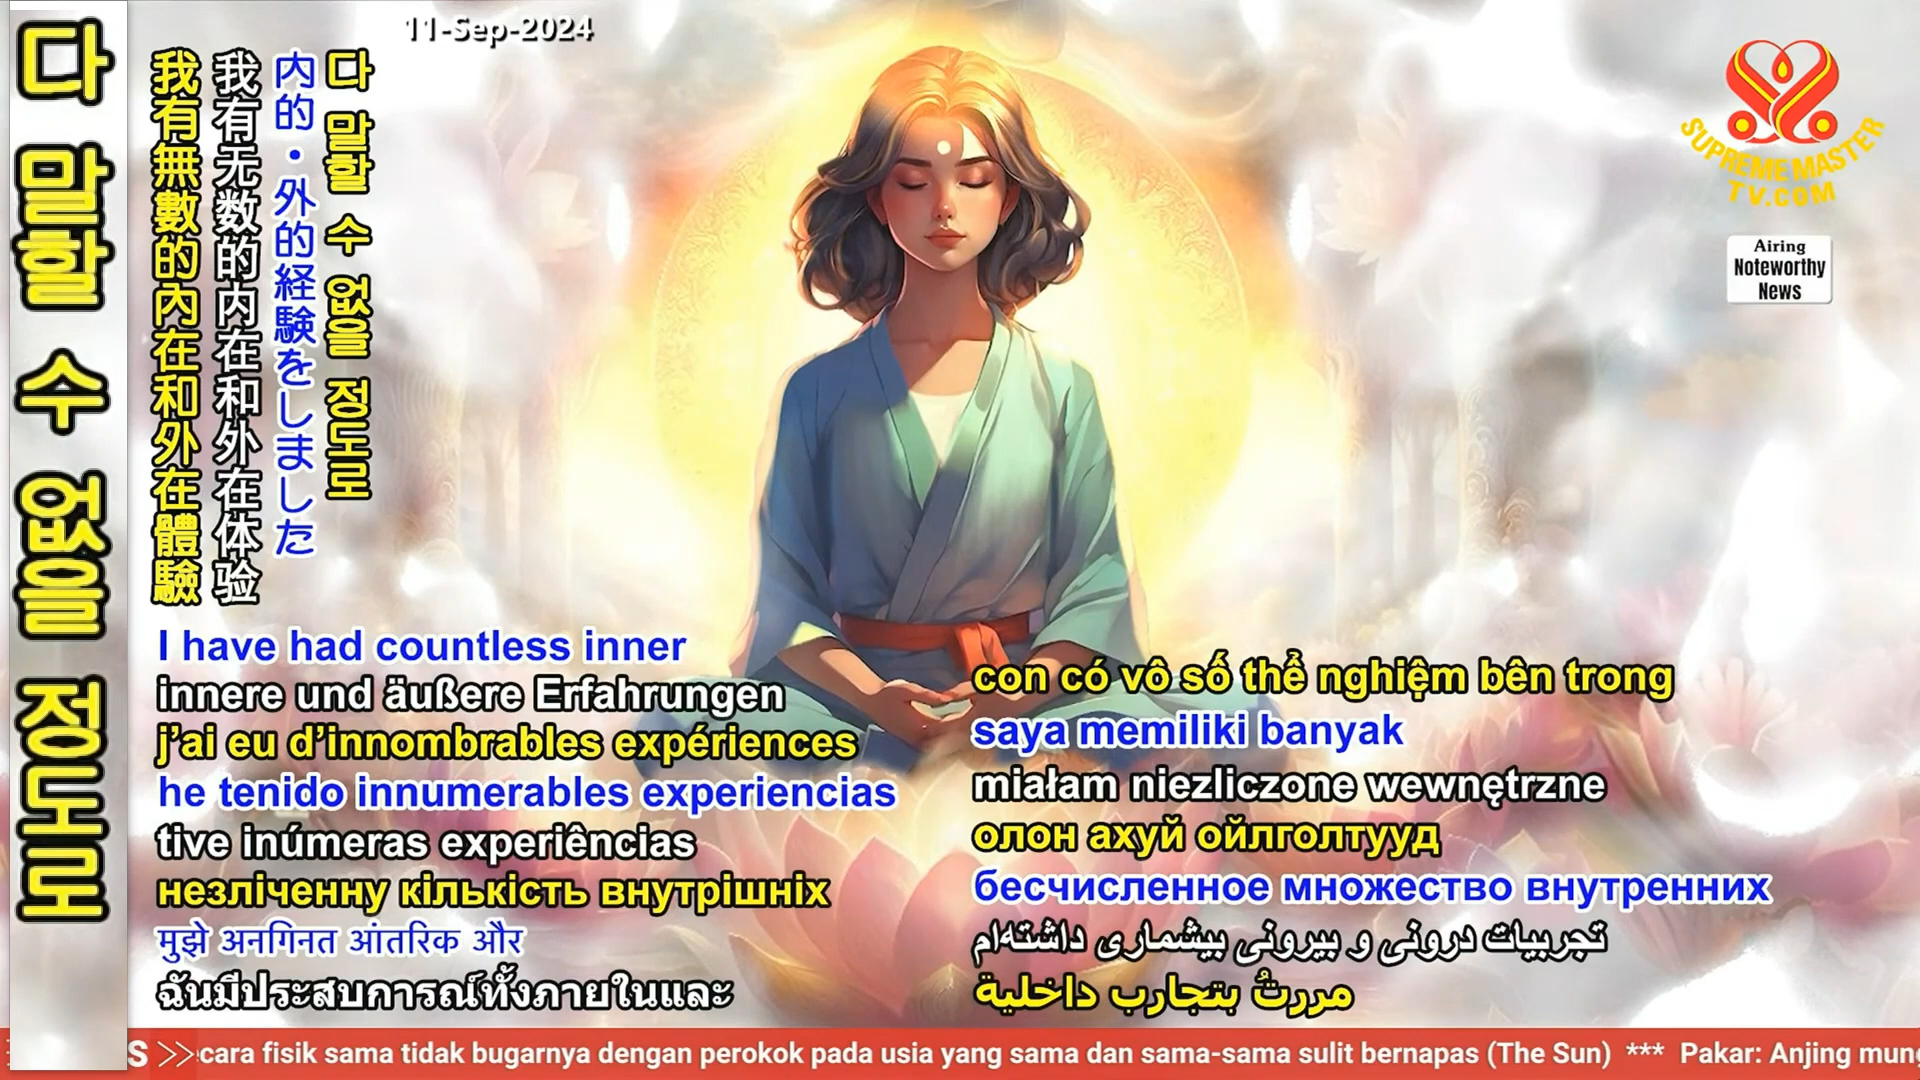 11-Sep-2024
다 말할 수 없을 정도로
我有無數的內在和外在體驗
我有无数的内在和外在体验
内的・外的経験をしました
다 말할 수 없을 정도로
SUPREME MASTER
TV.COM
Airing
Noteworthy
News
I have had countless inner
innere und äußere Erfahrungen
j’ai eu d’innombrables expériences
he tenido innumerables experiencias
tive inúmeras experiências
незліченну кількість внутрішніх
मुझे अनगिनत आंतरिक और
ฉันมีประสบการณ์ทั้งภายในและ
con có vô số thể nghiệm bên trong
saya memiliki banyak
miałam niezliczone wewnętrzne
олон ахуй ойлголтууд
бесчисленное множество внутренних
تجربیات درونی و بیرونی بیشماری داشته‌ام
مررتُ بتجارب داخلية
S >> cara fisik sama tidak bugarnya dengan perokok pada usia yang sama dan sama-sama sulit bernapas (The Sun) *** Pakar: Anjing